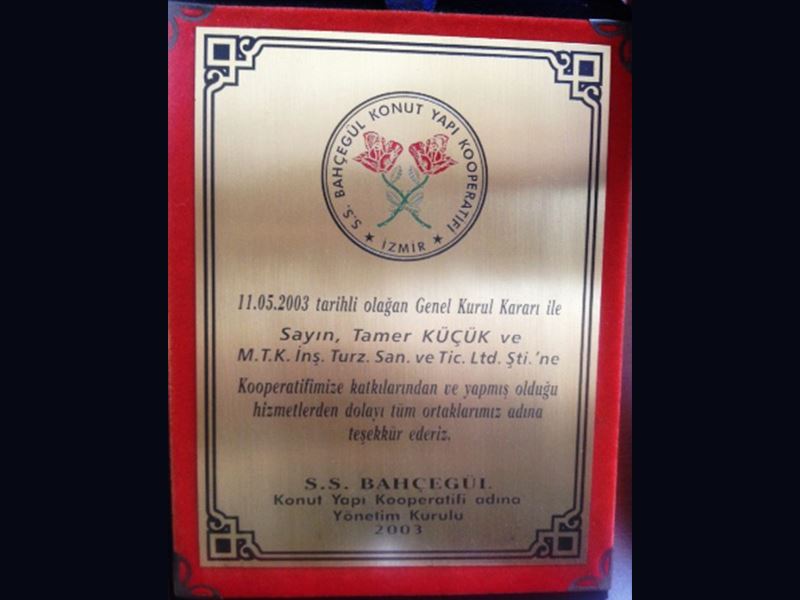 S.S. BAHÇEGÜL KONUT YAPI KOOPERATİFİ
★ İZMİR ★
11.05.2003 tarihli olağan Genel Kurul Kararı ile
Sayın, Tamer KÜÇÜK ve
M.T.K. İnş. Turz. San. ve Tic. Ltd. Şti.'ne
Kooperatifimize katkılarından ve yapmış olduğu
hizmetlerden dolayı tüm ortaklarımız adına
teşekkür ederiz.
S.S. BAHÇEGÜL
Konut Yapı Kooperatifi adına
Yönetim Kurulu
2003